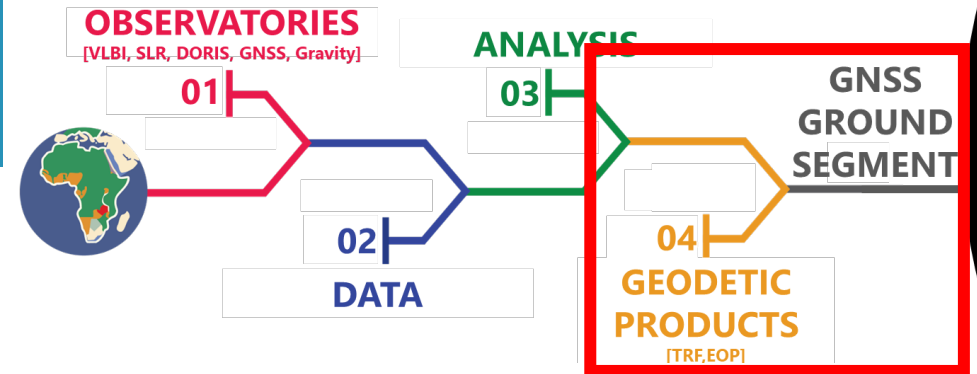 OBSERVATORIES
[VLBI, SLR, DORIS, GNSS, Gravity]
01
02
DATA
ANALYSIS
03
04
GEODETIC
PRODUCTS
[TRF,EOP]
GNSS
GROUND
SEGMENT